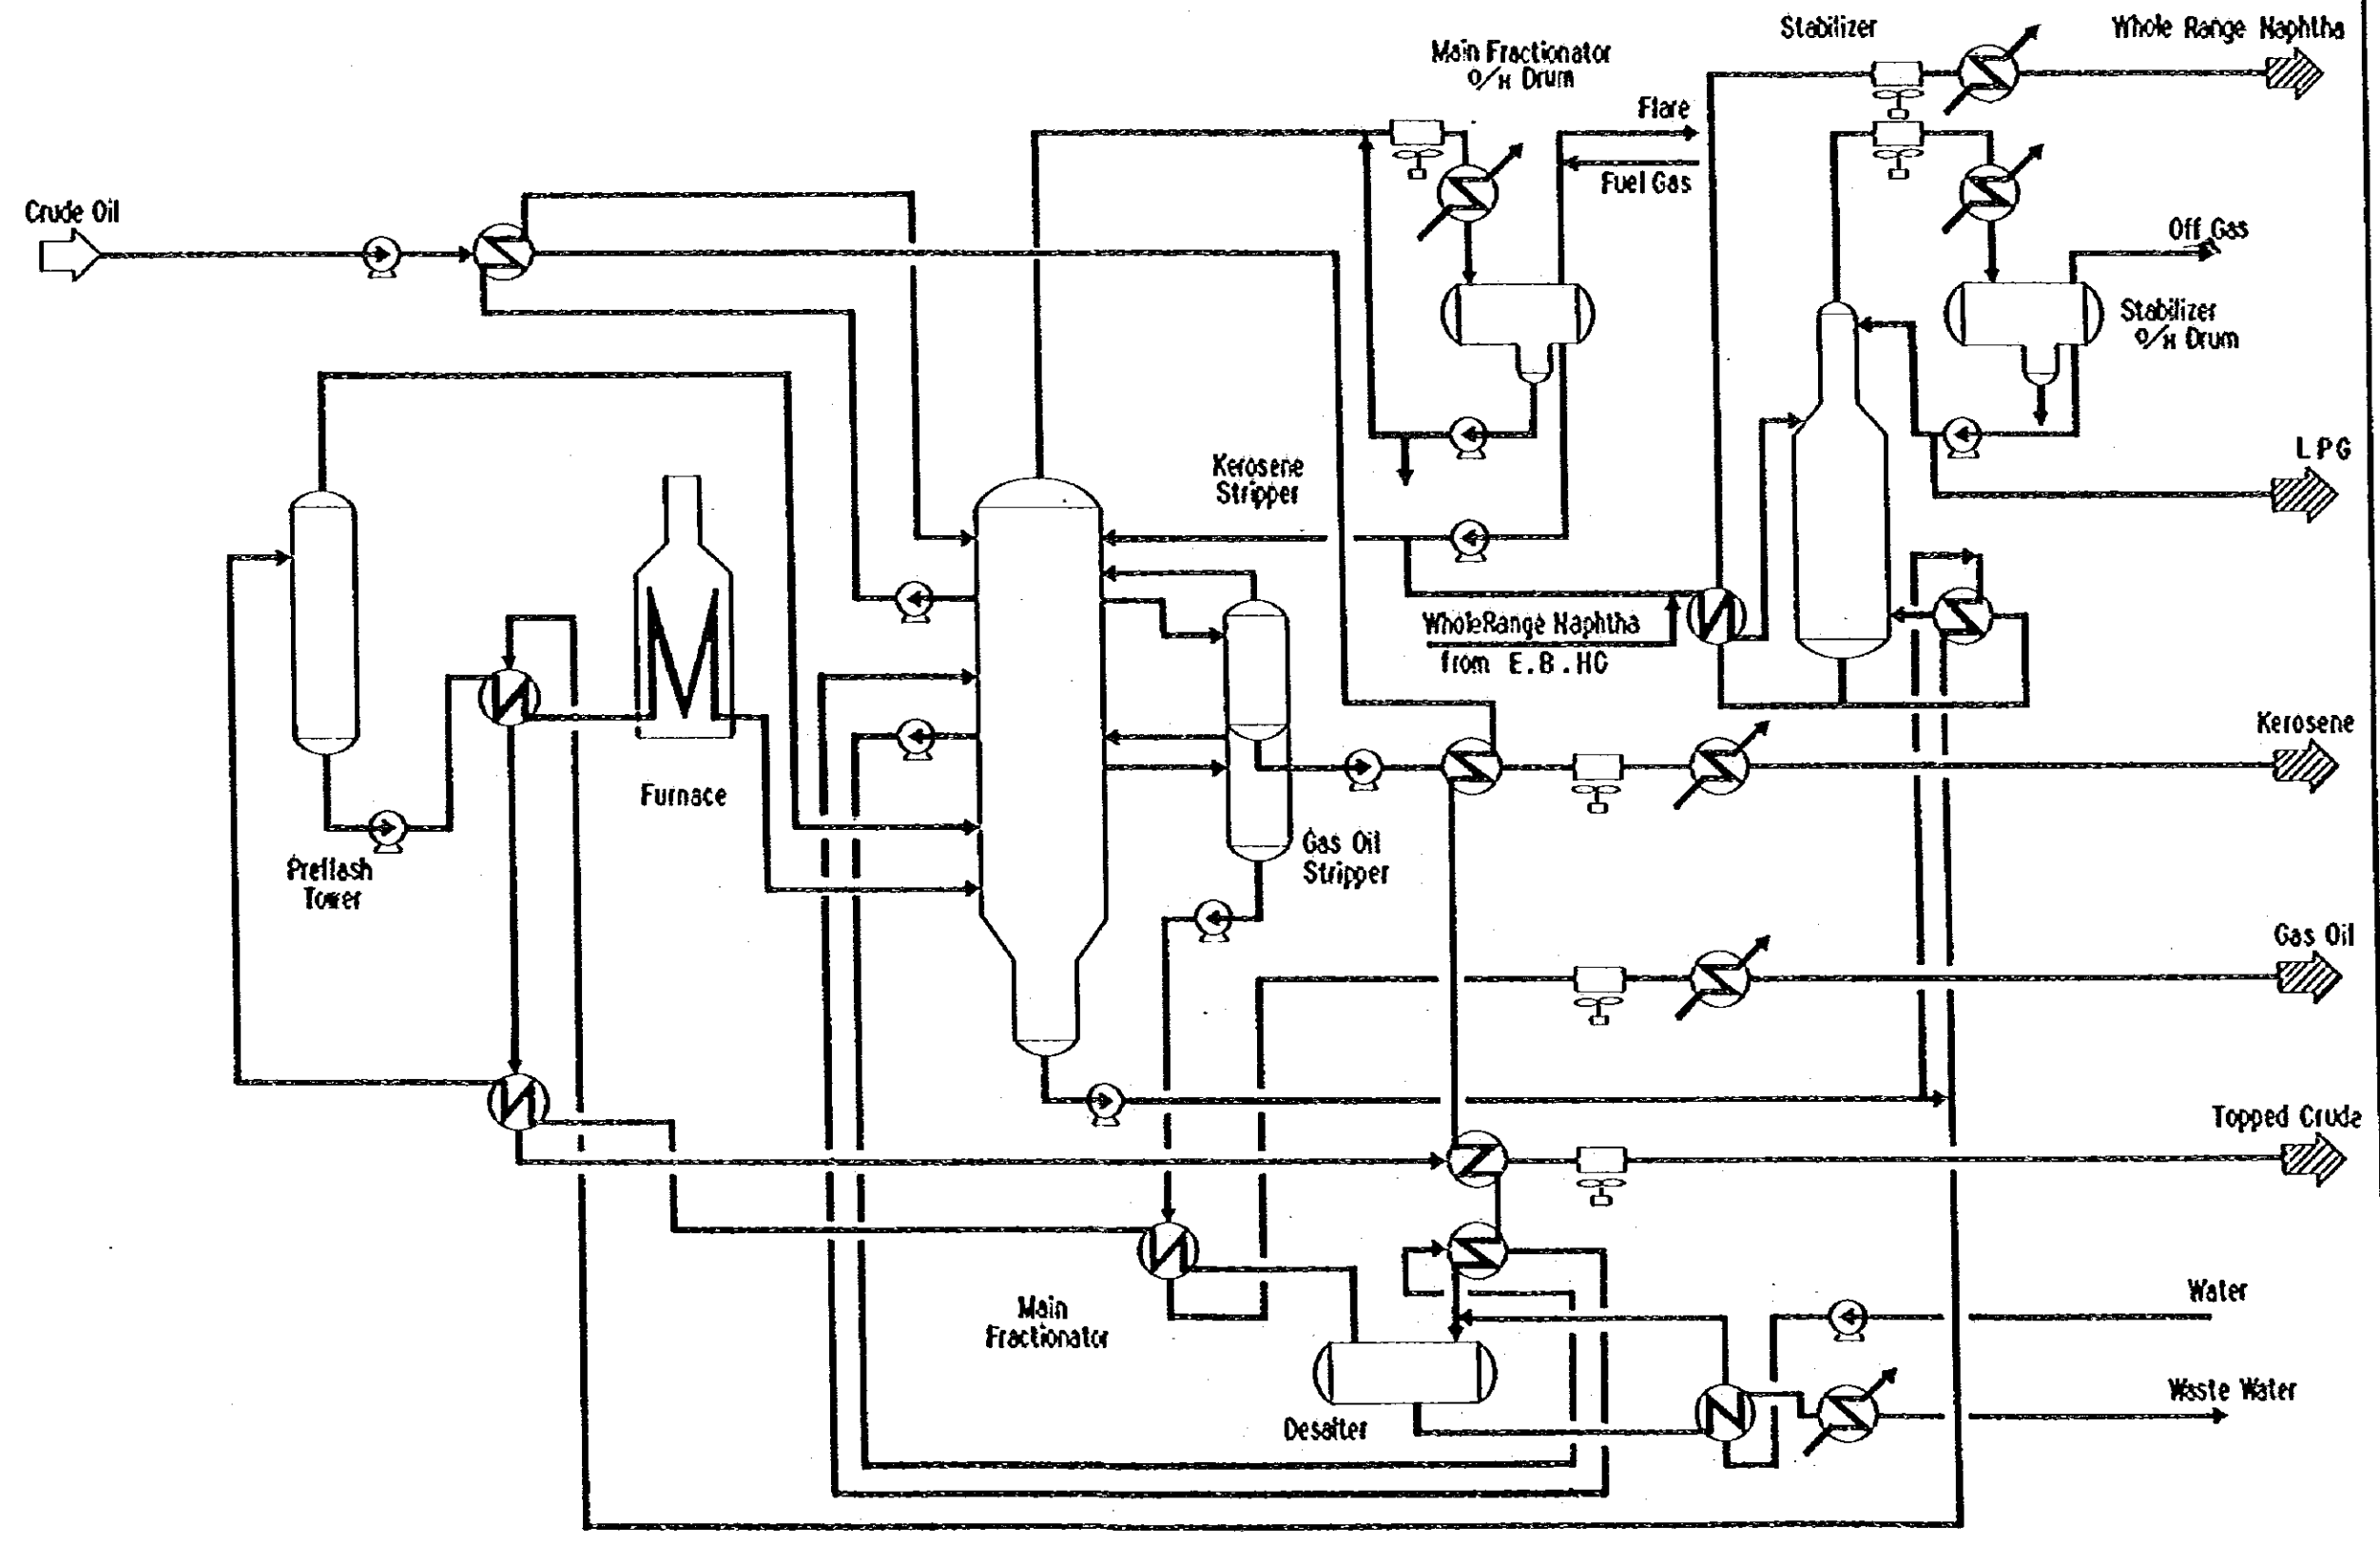 Stabilizer
Whole Range Naphtha
Main Fractionator
O/H Drum
Flare
Fuel Gas
Crude Oil
Off Gas
Stabilizer
O/H Drum
LPG
Kerosene
Stripper
Whole Range Naphtha
from E.B.HC
Kerosene
Furnace
Preflash
Tower
Gas Oil
Stripper
Gas Oil
Topped Crude
Water
Main
Fractionator
Waste Water
Desalter